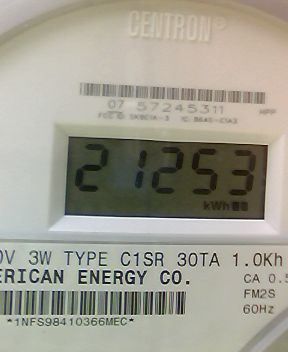 CENTRON®
07 57245311
21253
kWh
0V 3W TYPE C1SR 30TA 1.0Kh
ERICAN ENERGY CO.
CA 0.5
FM2S
60Hz
*1NFS98410366MEC*